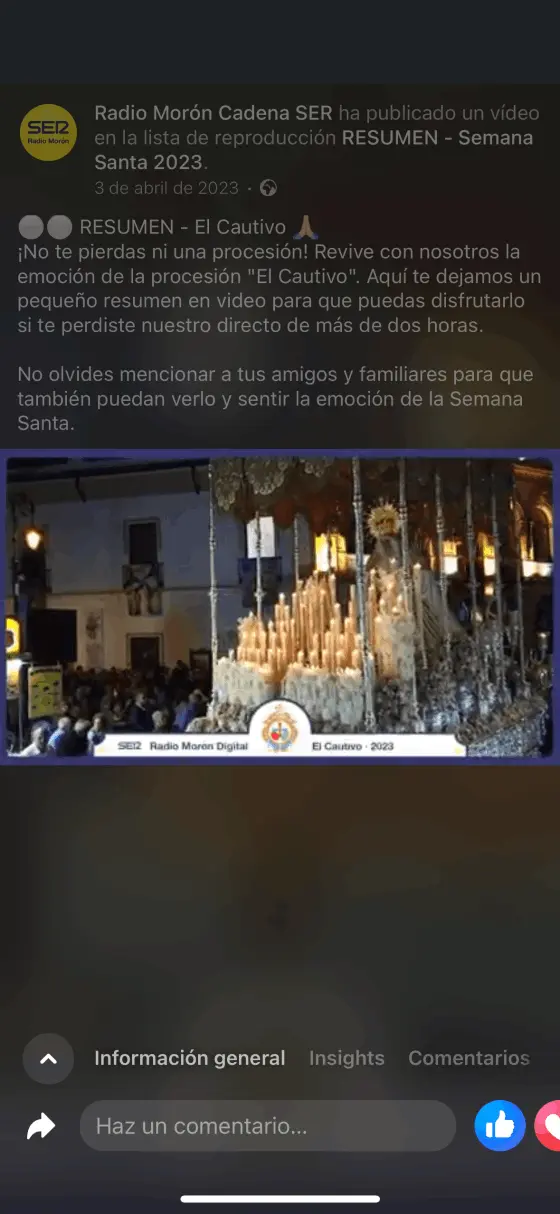 SER
Radio Morón
Radio Morón Cadena SER ha publicado un vídeo
en la lista de reproducción RESUMEN - Semana
Santa 2023.
3 de abril de 2023 ·
RESUMEN - El Cautivo
¡No te pierdas ni una procesión! Revive con nosotros la
emoción de la procesión "El Cautivo". Aquí te dejamos un
pequeño resumen en video para que puedas disfrutarlo
si te perdiste nuestro directo de más de dos horas.
No olvides mencionar a tus amigos y familiares para que
también puedan verlo y sentir la emoción de la Semana
Santa.
SER Radio Morón Digital El Cautivo · 2023
Información general Insights Comentarios
Haz un comentario...